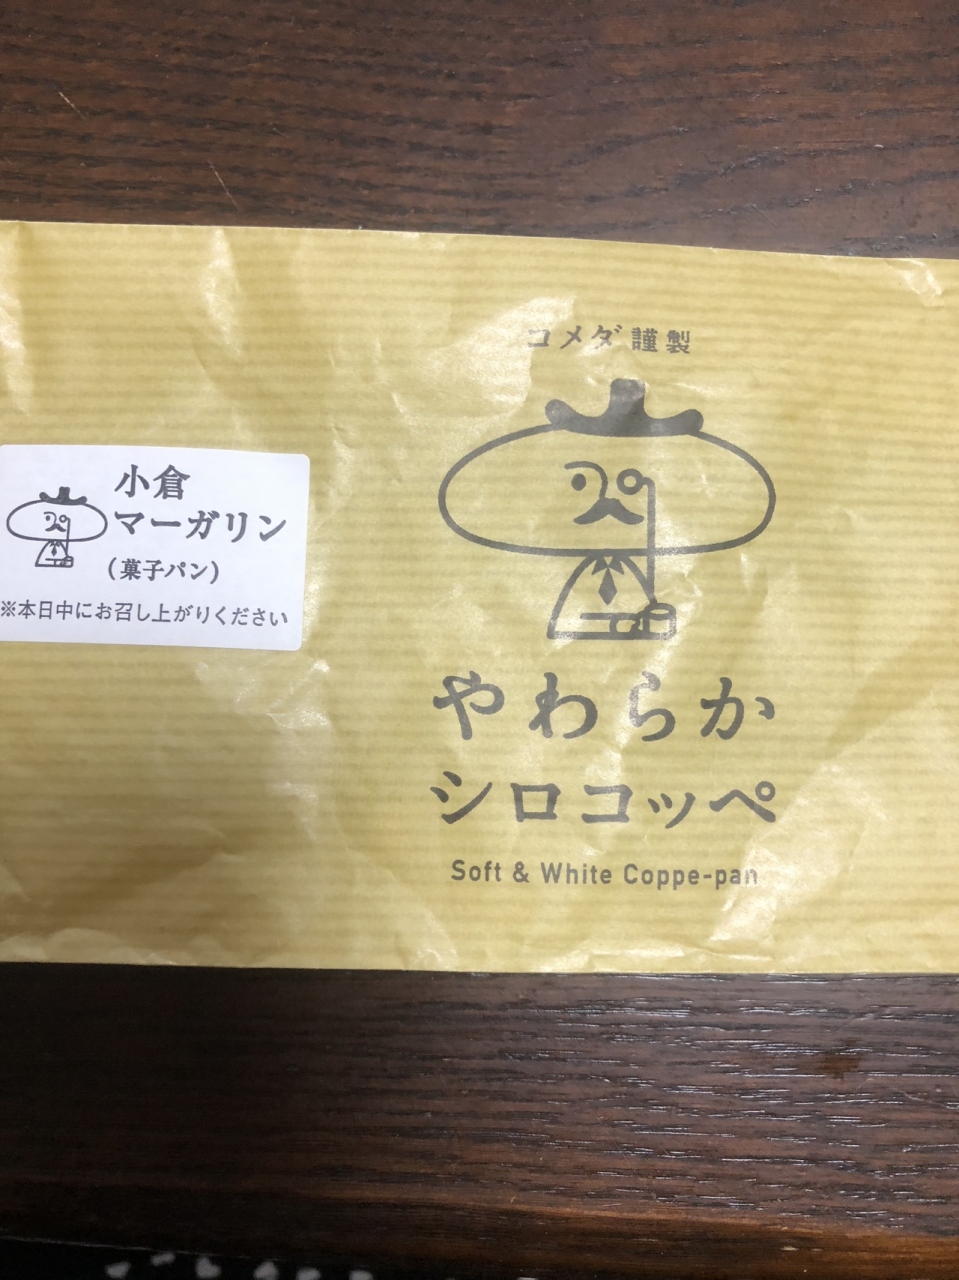 コメダ謹製
やわらか
シロコッペ
Soft & White Coppe-pan
小倉
マーガリン
(菓子パン)
※本日中にお召し上がりください